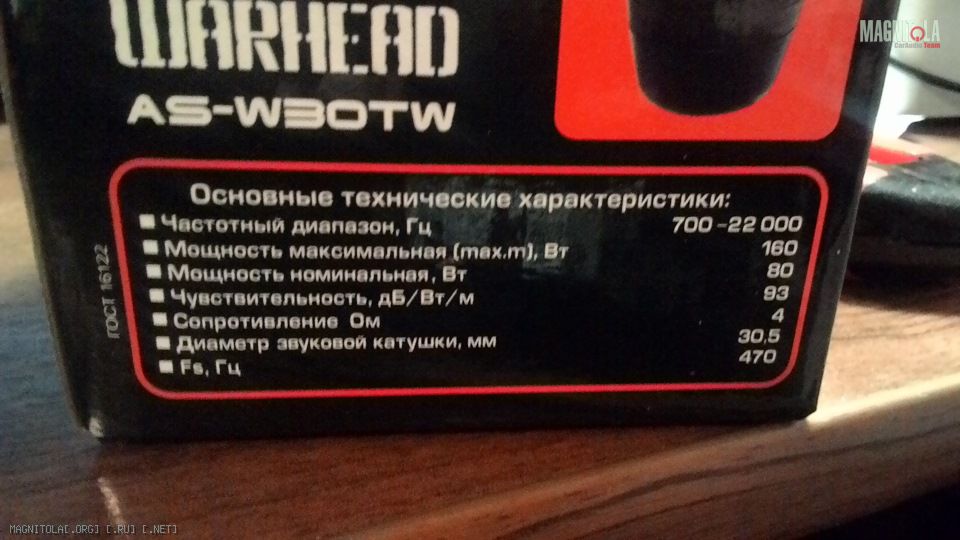 WARHEAD
AS-W30TW
Основные технические характеристики:
Частотный диапазон, Гц 700-22 000
Мощность максимальная (max.m), Вт 160
Мощность номинальная, Вт 80
Чувствительность, дБ/Вт/м 93
Сопротивление Ом 4
Диаметр звуковой катушки, мм 30,5
Fs, Гц 470
ГОСТ 16122
MAGNITOLA
CarAudio Team
MAGNITOLA[.ORG] [.RU] [.NET]